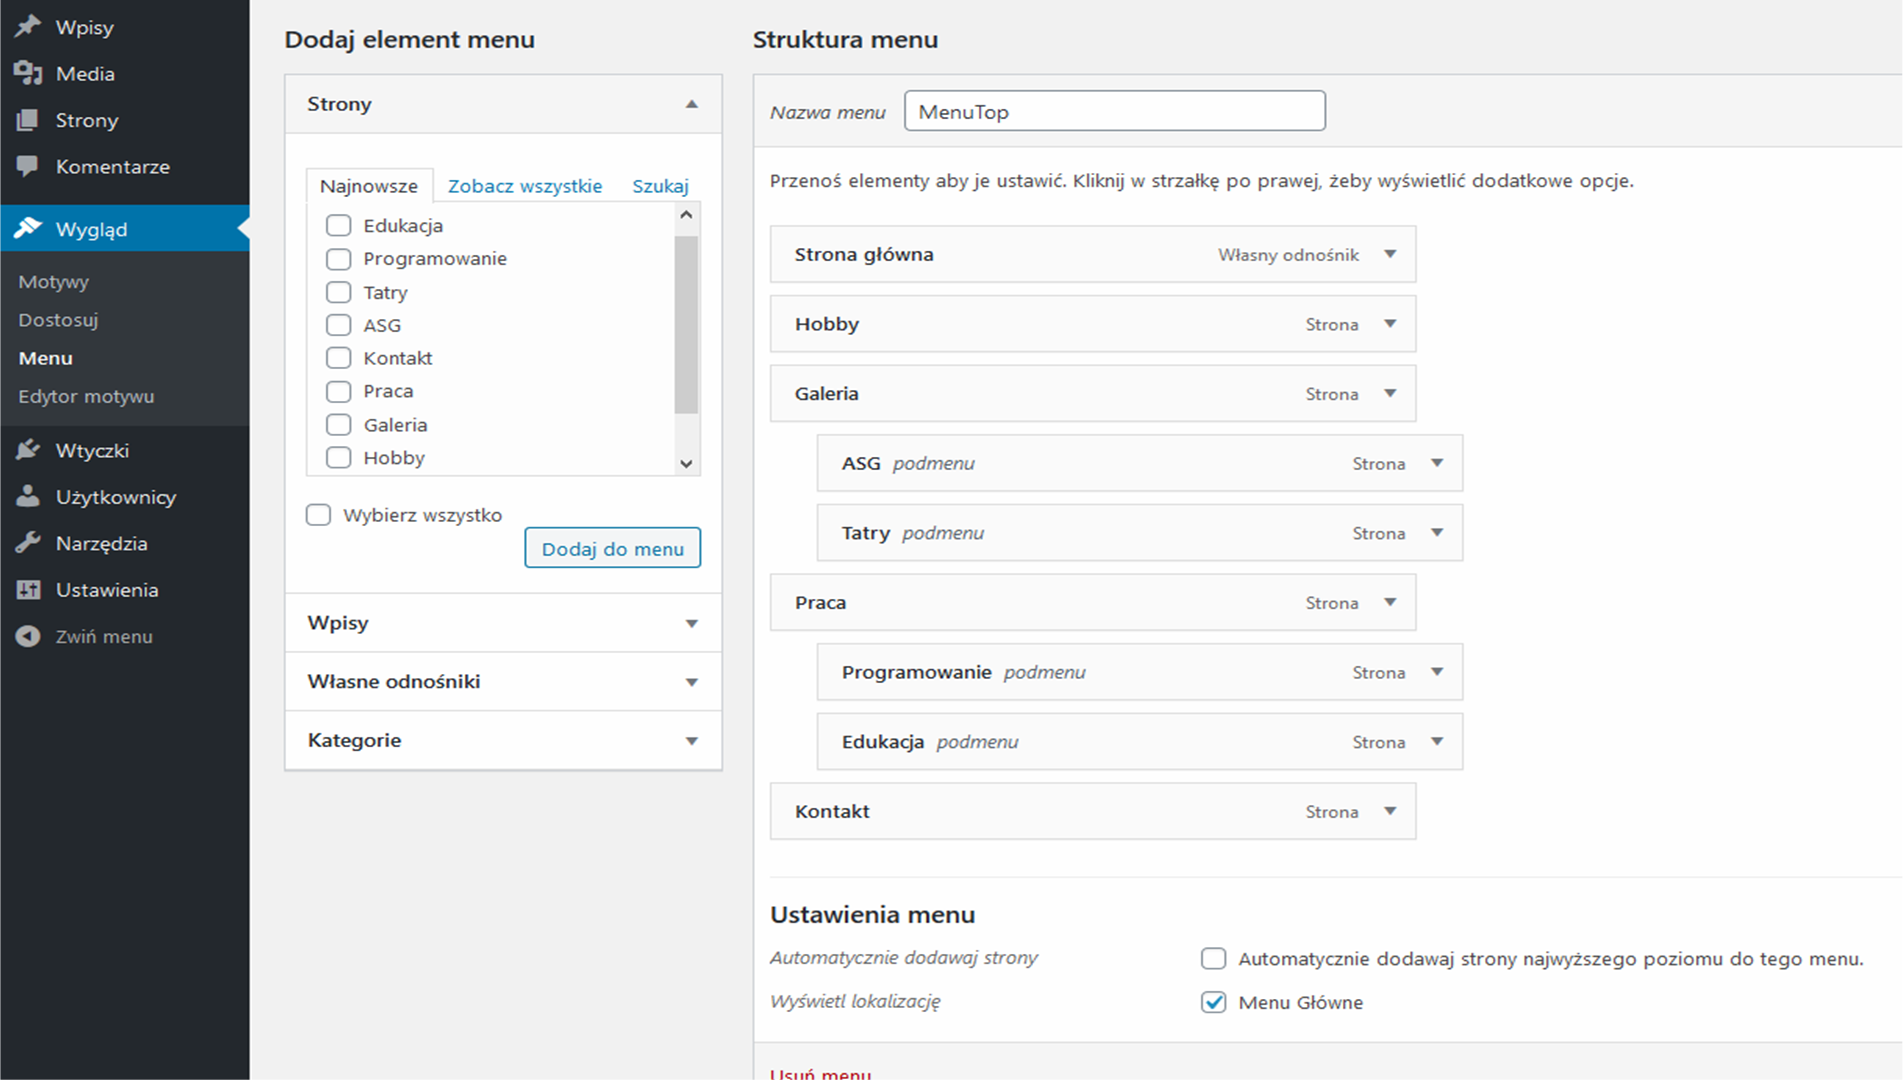 Wpisy
Media
Strony
Komentarze
Wygląd
Motywy
Dostosuj
Menu
Edytor motywu
Wtyczki
Użytkownicy
Narzędzia
Ustawienia
Zwiń menu
Dodaj element menu
Strony
Najnowsze Zobacz wszystkie Szukaj
Edukacja
Programowanie
Tatry
ASG
Kontakt
Praca
Galeria
Hobby
Wybierz wszystko
Dodaj do menu
Wpisy
Własne odnośniki
Kategorie
Struktura menu
Nazwa menu MenuTop
Przenoś elementy aby je ustawić. Kliknij w strzałkę po prawej, żeby wyświetlić dodatkowe opcje.
Strona główna Własny odnośnik
Hobby Strona
Galeria Strona
ASG podmenu Strona
Tatry podmenu Strona
Praca Strona
Programowanie podmenu Strona
Edukacja podmenu Strona
Kontakt Strona
Ustawienia menu
Automatycznie dodawaj strony Automatycznie dodawaj strony najwyższego poziomu do tego menu.
Wyświetl lokalizację Menu Główne
Usuń menu